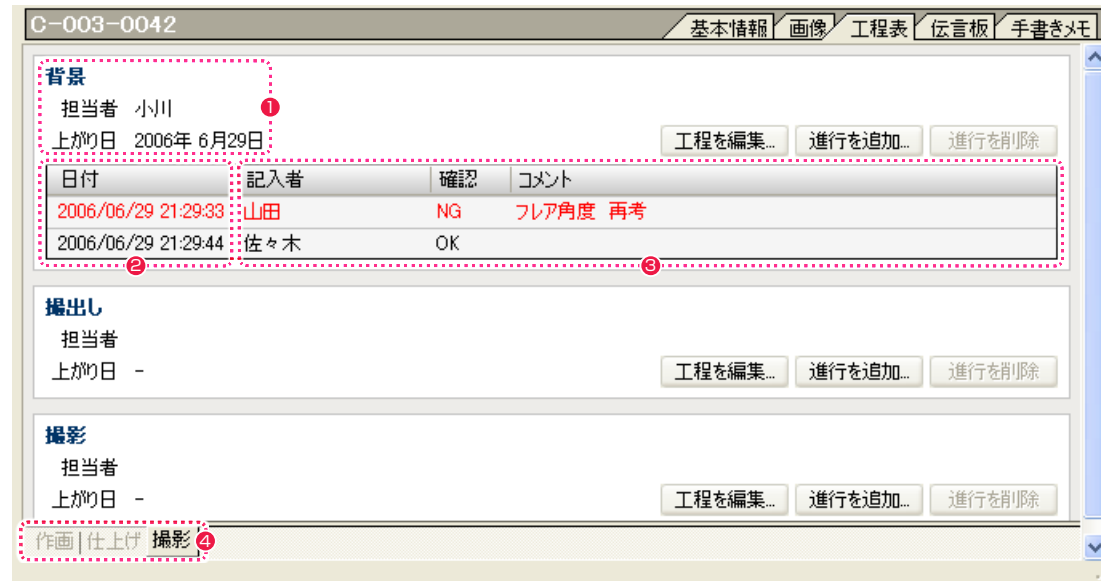 C-003-0042 基本情報 画像 工程表 伝言板 手書きメモ
背景
担当者 小川 1
上がり日 2006年 6月29日 工程を編集... 進行を追加... 進行を削除
日付 記入者 確認 コメント
2006/06/29 21:29:33 山田 NG フレア角度 再考
2006/06/29 21:29:44 佐々木 OK
2 3
撮出し
担当者
上がり日 - 工程を編集... 進行を追加... 進行を削除
撮影
担当者
上がり日 - 工程を編集... 進行を追加... 進行を削除
作画|仕上げ 撮影 4